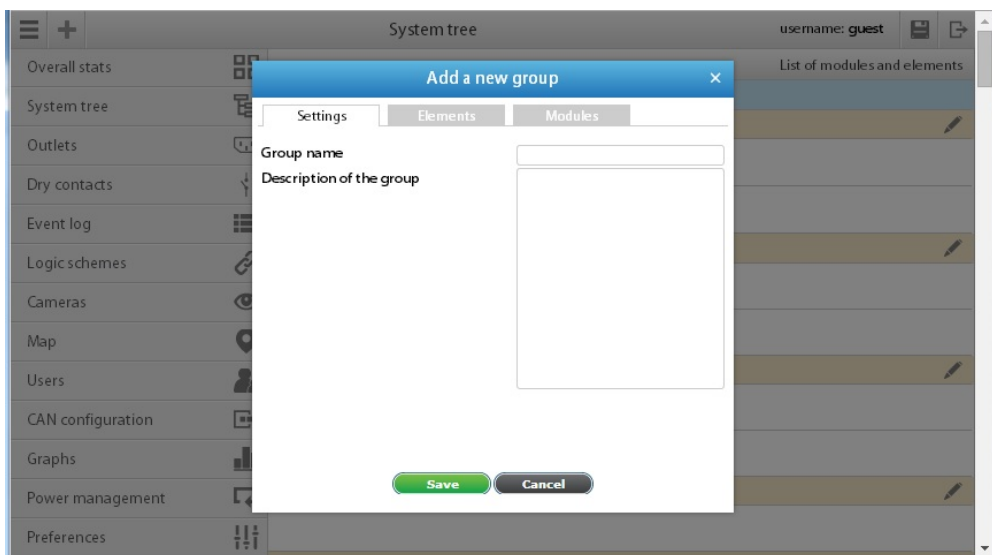 System tree
username: guest
Overall stats
List of modules and elements
Add a new group
System tree
Settings
Elements
Modules
Outlets
Group name
Dry contacts
Description of the group
Event log
Logic schemes
Cameras
Map
Users
CAN configuration
Graphs
Power management
Save
Cancel
Preferences